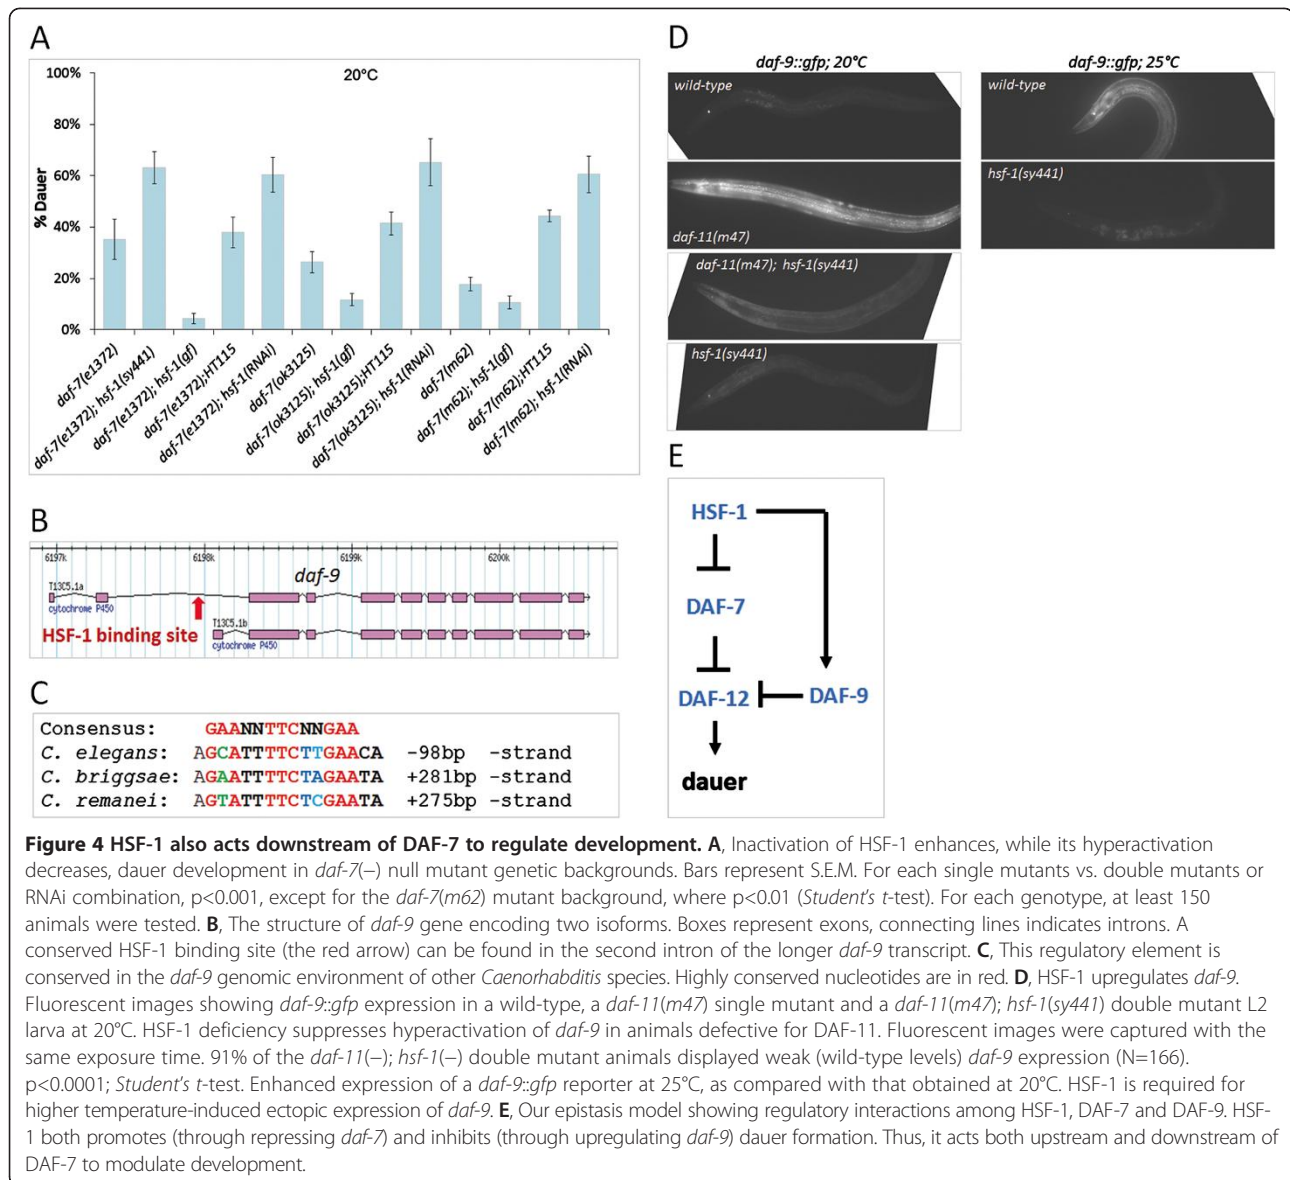 A
20°C
100%
80%
60%
40%
20%
0%
% Dauer
daf-7(e1372)
daf-7(e1372); hsf-1(sy441)
daf-7(e1372); hsf-1(gf)
daf-7(e1372);HT115
daf-7(e1372); hsf-1(RNAi)
daf-7(ok3125)
daf-7(ok3125); hsf-1(gf)
daf-7(ok3125);HT115
daf-7(ok3125); hsf-1(RNAi)
daf-7(m62)
daf-7(m62); hsf-1(gf)
daf-7(m62);HT115
daf-7(m62); hsf-1(RNAi)
B
6197k 6198k 6199k 6200k
daf-9
T13C5.1a
cytochrome P450
HSF-1 binding site
T13C5.1b
cytochrome P450
C
Consensus: GAANNTTCNNGAA
C. elegans: AGCATTTTCTTGAACA -98bp -strand
C. briggsae: AGAATTTTCTAGAATA +281bp -strand
C. remanei: AGTATTTTCTCGAATA +275bp -strand
D
daf-9::gfp; 20°C
wild-type
daf-11(m47)
daf-11(m47); hsf-1(sy441)
hsf-1(sy441)
daf-9::gfp; 25°C
wild-type
hsf-1(sy441)
E
HSF-1
DAF-7
DAF-12 DAF-9
dauer
Figure 4 HSF-1 also acts downstream of DAF-7 to regulate development. A, Inactivation of HSF-1 enhances, while its hyperactivation
decreases, dauer development in daf-7(−) null mutant genetic backgrounds. Bars represent S.E.M. For each single mutants vs. double mutants or
RNAi combination, p<0.001, except for the daf-7(m62) mutant background, where p<0.01 (Student's t-test). For each genotype, at least 150
animals were tested. B, The structure of daf-9 gene encoding two isoforms. Boxes represent exons, connecting lines indicates introns. A
conserved HSF-1 binding site (the red arrow) can be found in the second intron of the longer daf-9 transcript. C, This regulatory element is
conserved in the daf-9 genomic environment of other Caenorhabditis species. Highly conserved nucleotides are in red. D, HSF-1 upregulates daf-9.
Fluorescent images showing daf-9::gfp expression in a wild-type, a daf-11(m47) single mutant and a daf-11(m47); hsf-1(sy441) double mutant L2
larva at 20°C. HSF-1 deficiency suppresses hyperactivation of daf-9 in animals defective for DAF-11. Fluorescent images were captured with the
same exposure time. 91% of the daf-11(−); hsf-1(−) double mutant animals displayed weak (wild-type levels) daf-9 expression (N=166).
p<0.0001; Student's t-test. Enhanced expression of a daf-9::gfp reporter at 25°C, as compared with that obtained at 20°C. HSF-1 is required for
higher temperature-induced ectopic expression of daf-9. E, Our epistasis model showing regulatory interactions among HSF-1, DAF-7 and DAF-9. HSF-
1 both promotes (through repressing daf-7) and inhibits (through upregulating daf-9) dauer formation. Thus, it acts both upstream and downstream of
DAF-7 to modulate development.